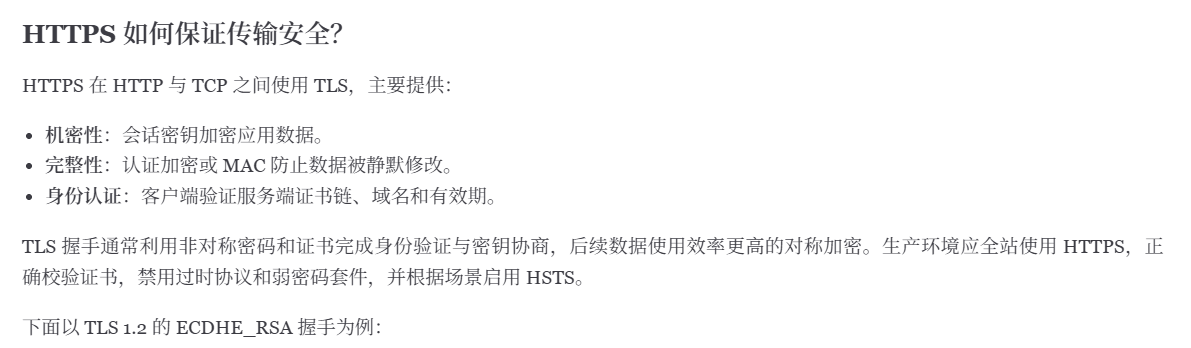 HTTPS 如何保证传输安全？
HTTPS 在 HTTP 与 TCP 之间使用 TLS，主要提供：
• 机密性：会话密钥加密应用数据。
• 完整性：认证加密或 MAC 防止数据被静默修改。
• 身份认证：客户端验证服务端证书链、域名和有效期。
TLS 握手通常利用非对称密码和证书完成身份验证与密钥协商，后续数据使用效率更高的对称加密。生产环境应全站使用 HTTPS，正
确校验证书，禁用过时协议和弱密码套件，并根据场景启用 HSTS。
下面以 TLS 1.2 的 ECDHE_RSA 握手为例：